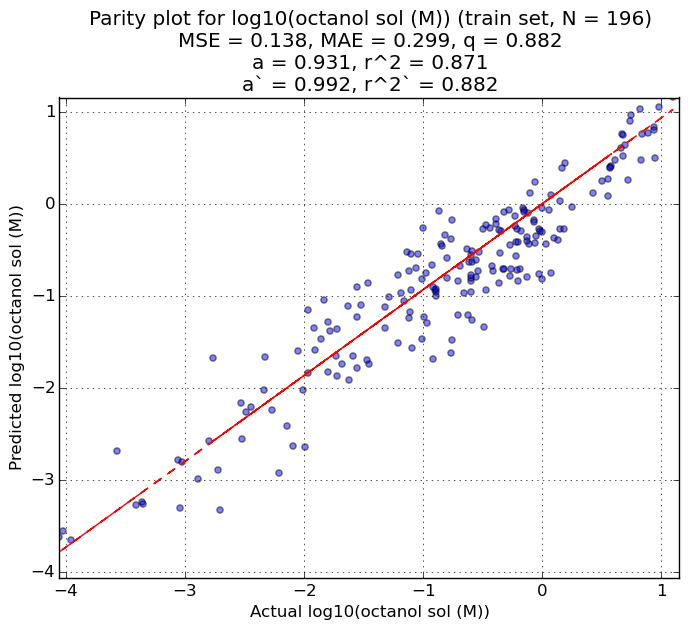 Parity plot for log10(octanol sol (M)) (train set, N = 196)
MSE = 0.138, MAE = 0.299, q = 0.882
a = 0.931, r^2 = 0.871
a` = 0.992, r^2` = 0.882
1
0
−1
−2
−3
−4
Predicted log10(octanol sol (M))
−4 −3 −2 −1 0 1
Actual log10(octanol sol (M))